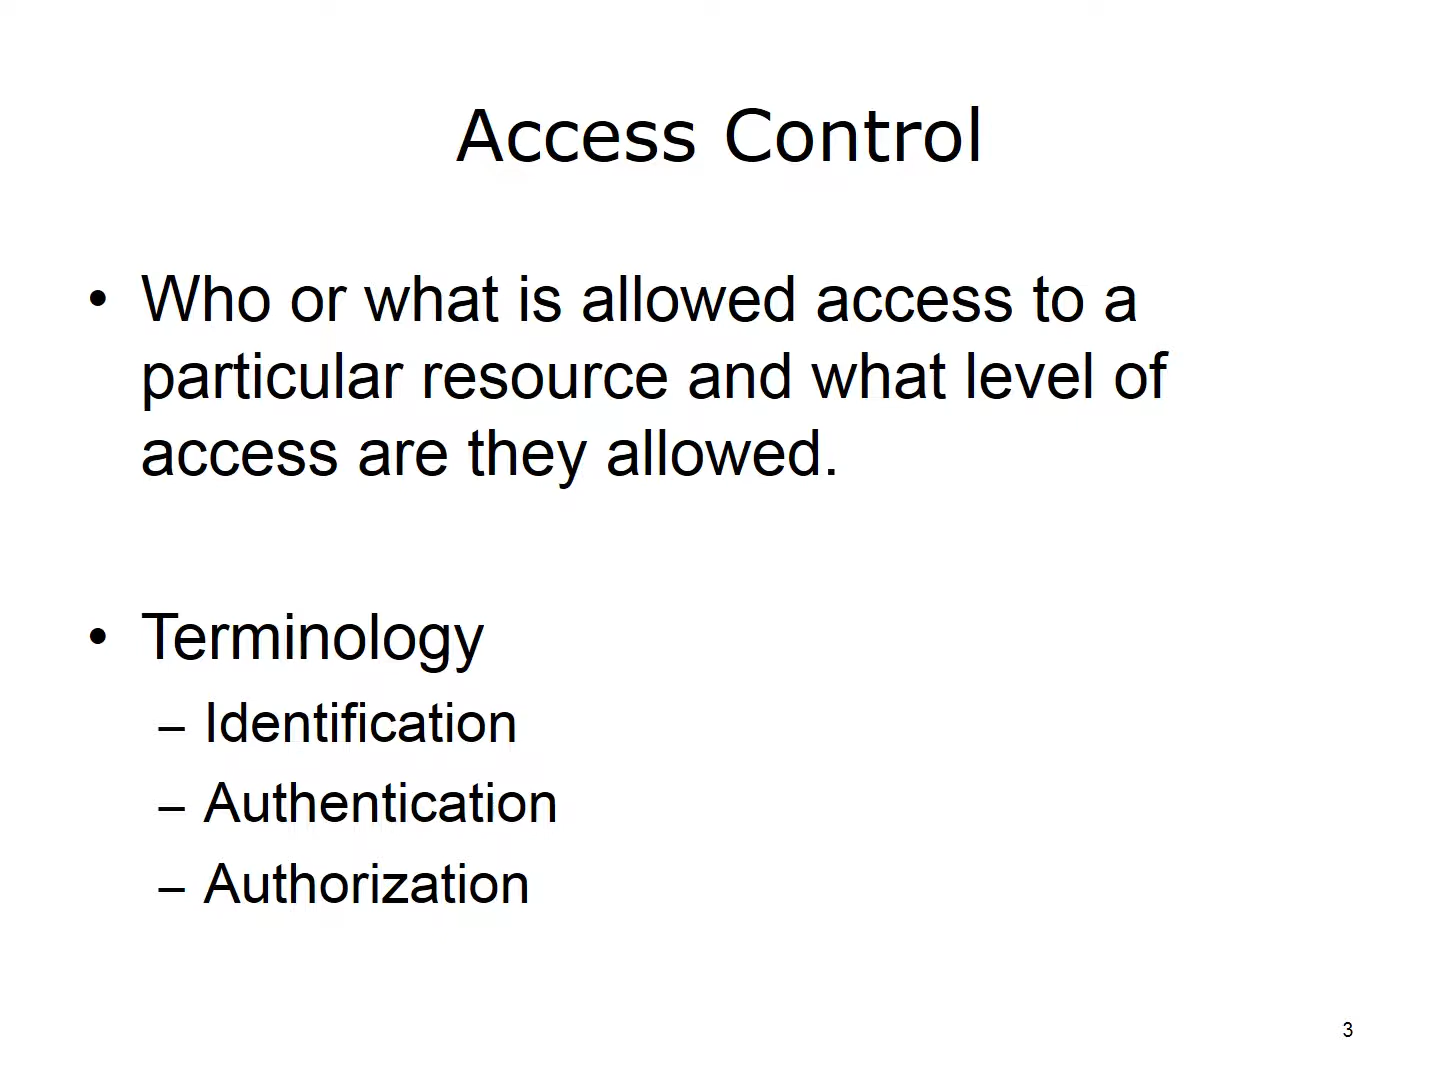 Access Control
• Who or what is allowed access to a
particular resource and what level of
access are they allowed.
• Terminology
– Identification
– Authentication
– Authorization
3